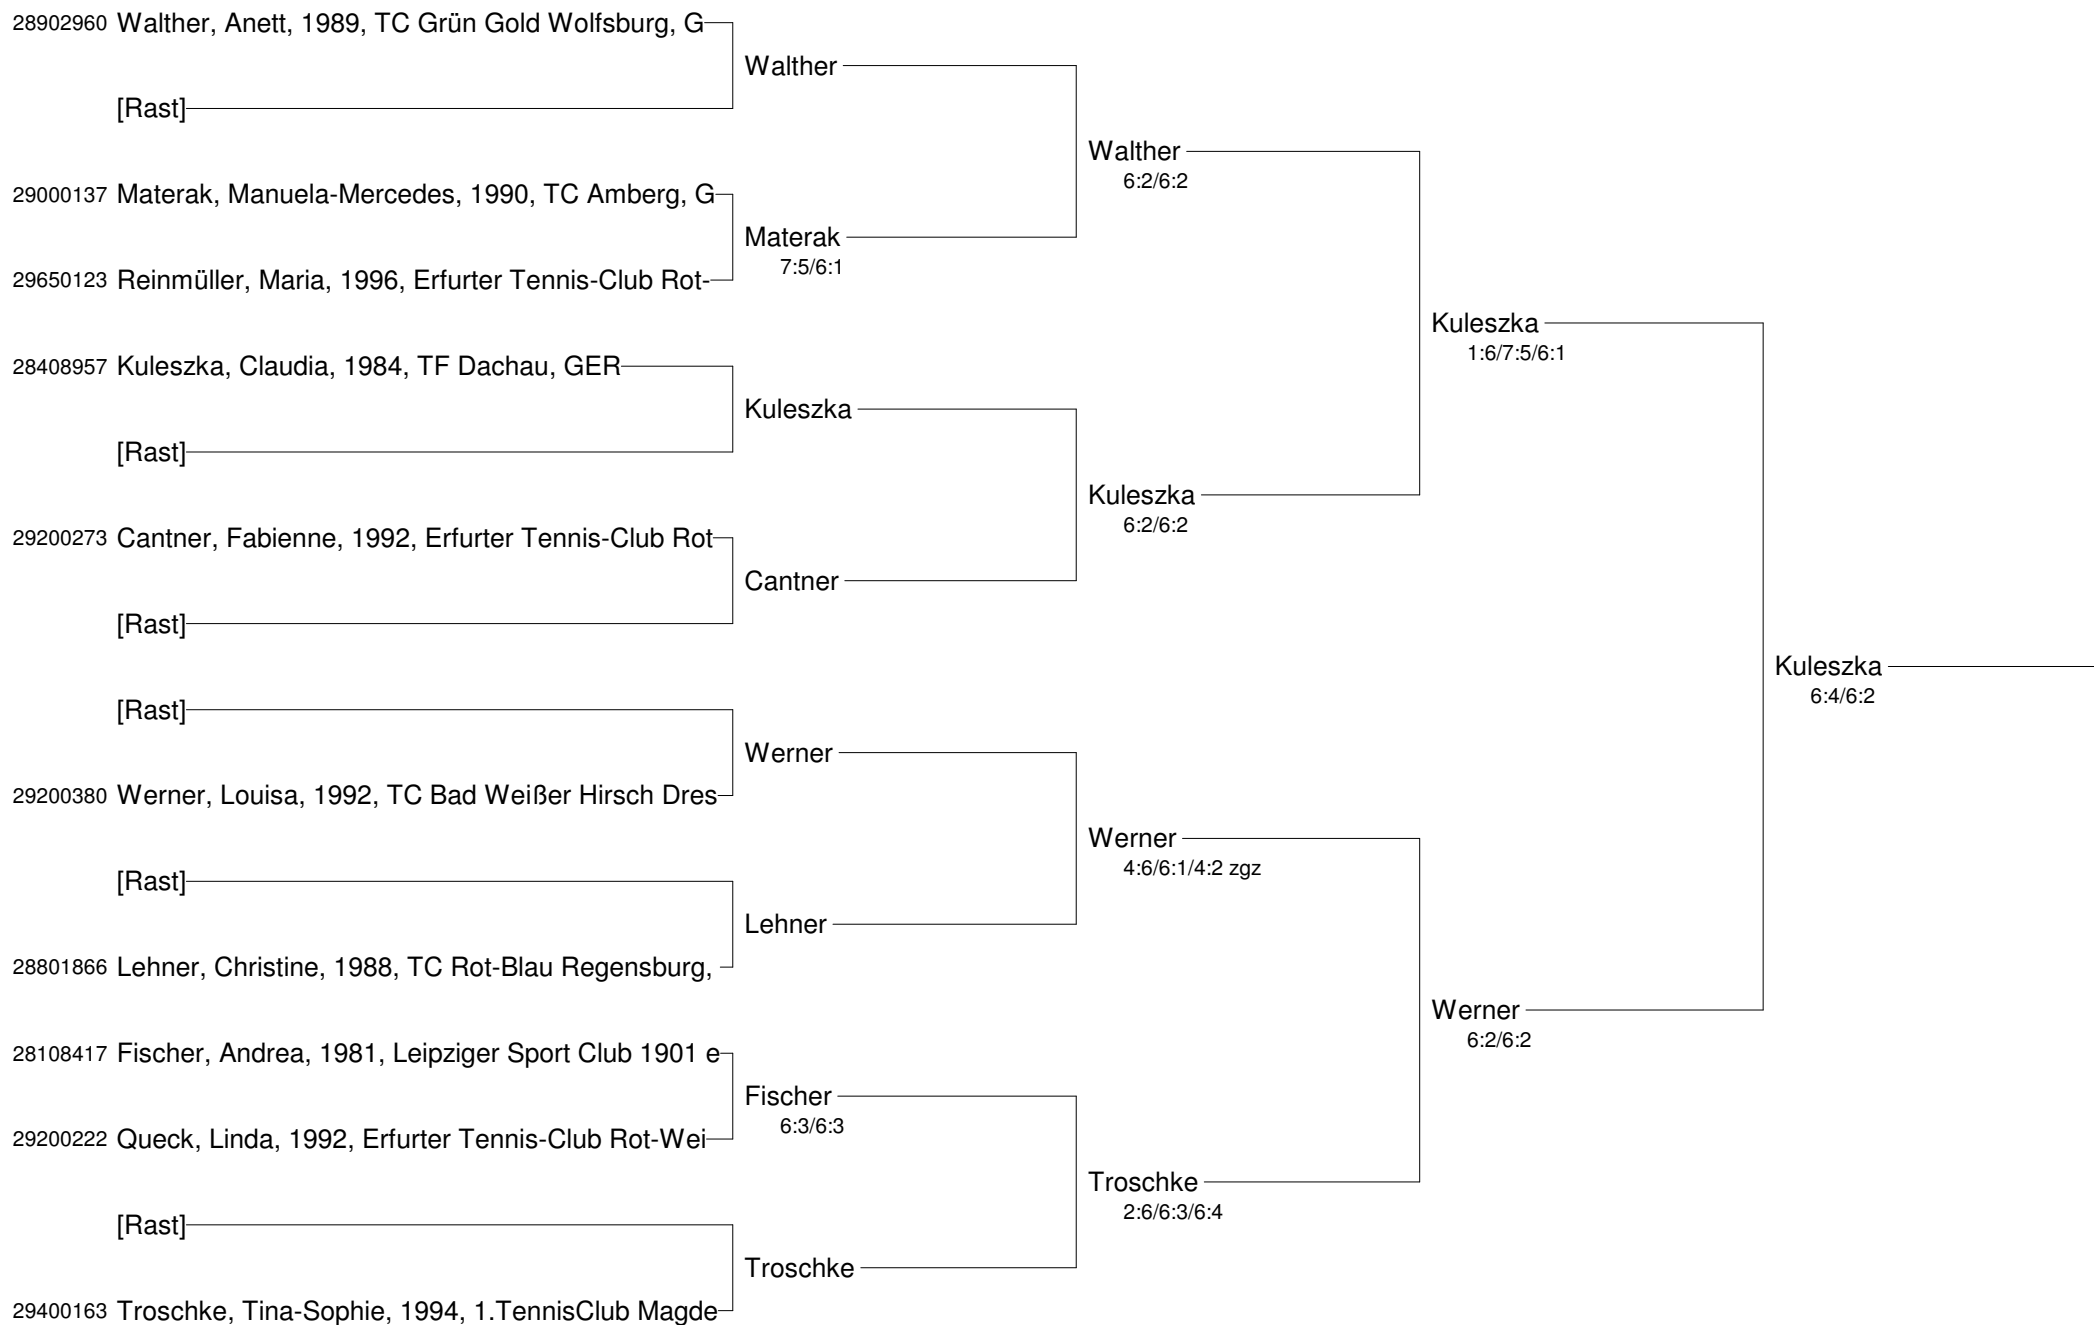 28902960 Walther, Anett, 1989, TC Grün Gold Wolfsburg, G
Walther
[Rast]
Walther
6:2/6:2
29000137 Materak, Manuela-Mercedes, 1990, TC Amberg, G
Materak
7:5/6:1
29650123 Reinmüller, Maria, 1996, Erfurter Tennis-Club Rot-
Kuleszka
1:6/7:5/6:1
28408957 Kuleszka, Claudia, 1984, TF Dachau, GER
Kuleszka
[Rast]
Kuleszka
6:2/6:2
29200273 Cantner, Fabienne, 1992, Erfurter Tennis-Club Rot
Cantner
[Rast]
Kuleszka
6:4/6:2
[Rast]
Werner
29200380 Werner, Louisa, 1992, TC Bad Weißer Hirsch Dres
Werner
4:6/6:1/4:2 zgz
[Rast]
Lehner
28801866 Lehner, Christine, 1988, TC Rot-Blau Regensburg,
Werner
6:2/6:2
28108417 Fischer, Andrea, 1981, Leipziger Sport Club 1901 e
Fischer
6:3/6:3
29200222 Queck, Linda, 1992, Erfurter Tennis-Club Rot-Wei
Troschke
2:6/6:3/6:4
[Rast]
Troschke
29400163 Troschke, Tina-Sophie, 1994, 1.TennisClub Magde